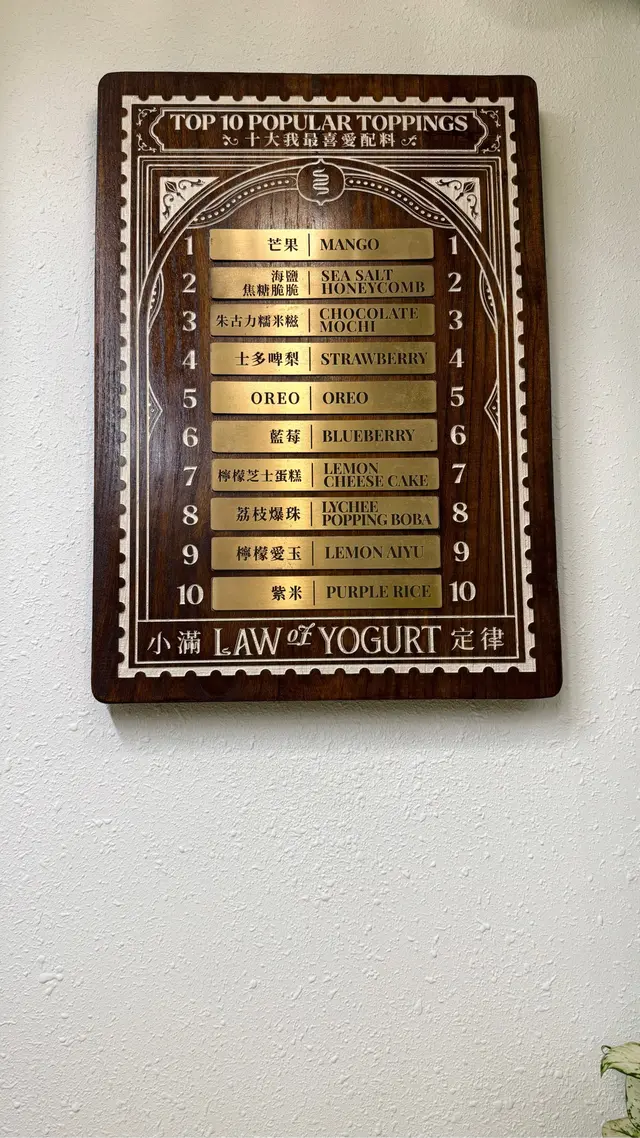 TOP 10 POPULAR TOPPINGS
十大我最喜愛配料
1 芒果 | MANGO 1
2 海鹽 焦糖脆脆 | SEA SALT HONEYCOMB 2
3 朱古力糯米糍 | CHOCOLATE MOCHI 3
4 士多啤梨 | STRAWBERRY 4
5 OREO | OREO 5
6 藍莓 | BLUEBERRY 6
7 檸檬芝士蛋糕 | LEMON CHEESE CAKE 7
8 荔枝爆珠 | LYCHEE POPPING BOBA 8
9 檸檬愛玉 | LEMON AIYU 9
10 紫米 | PURPLE RICE 10
小滿 LAW of YOGURT 定律